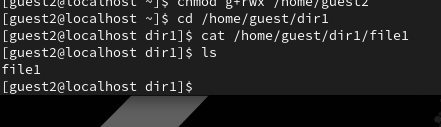 [guest2@localhost ~]$ chmod g+rwx /home/guest2
[guest2@localhost ~]$ cd /home/guest/dir1
[guest2@localhost dir1]$ cat /home/guest/dir1/file1
[guest2@localhost dir1]$ ls
file1
[guest2@localhost dir1]$